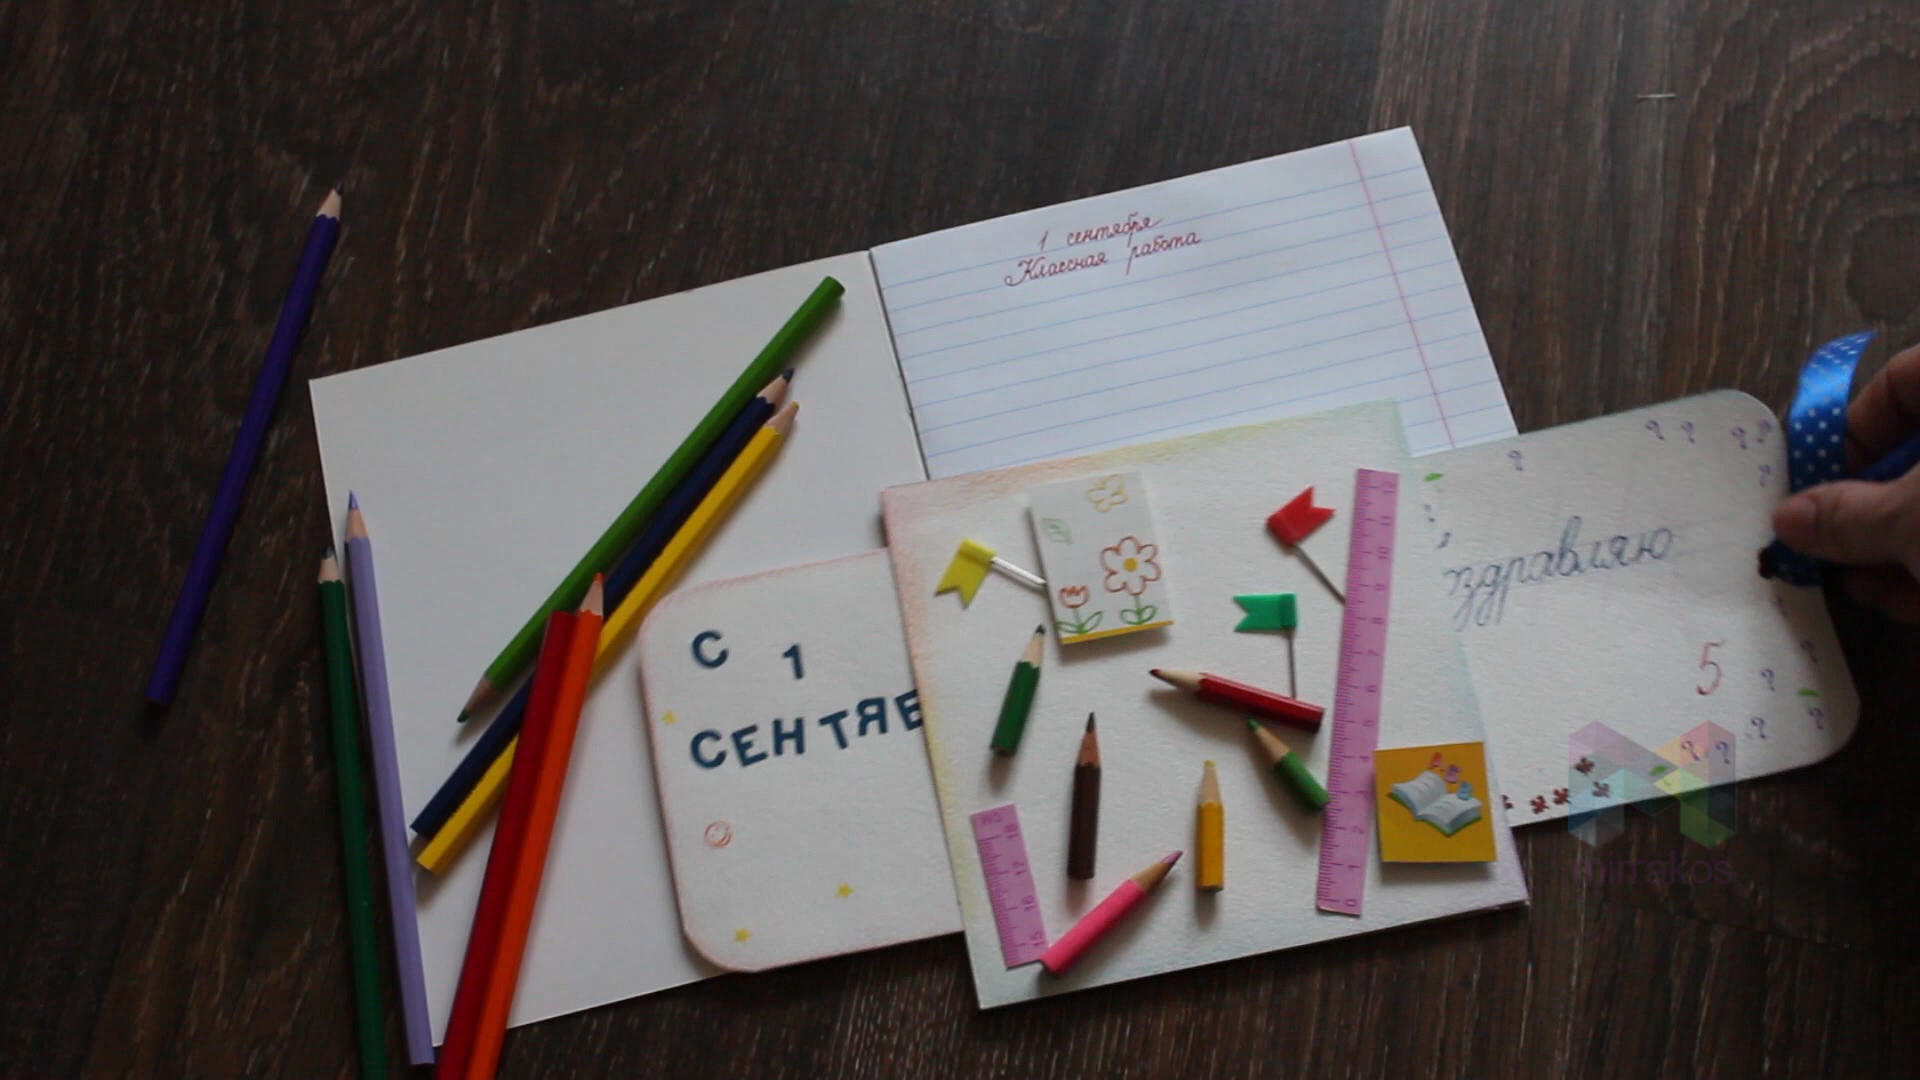 1 сентября
Классная работа
С 1
СЕНТЯБ
здравляю
5
mirrakos